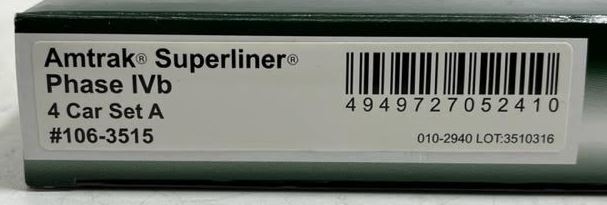 Amtrak® Superliner®
Phase IVb
4 Car Set A
#106-3515
4949727052410
010-2940 LOT:3510316